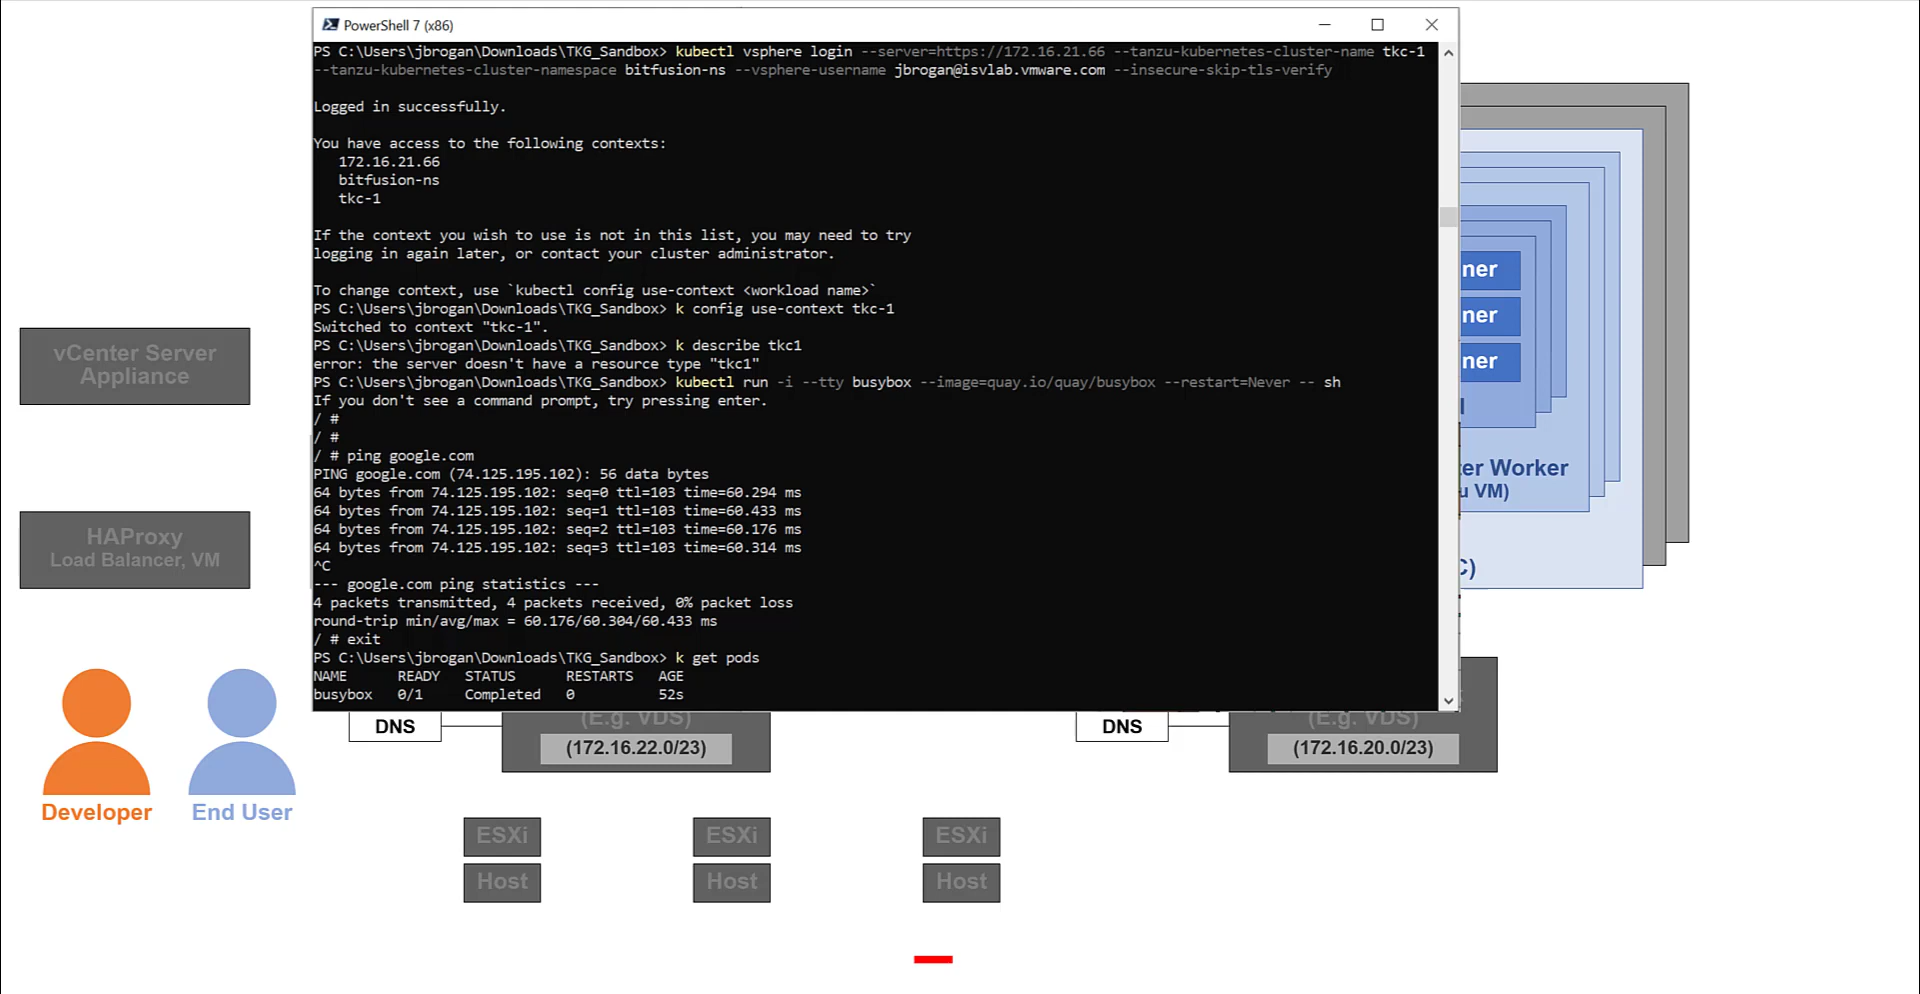 PowerShell 7 (x86)
PS C:\Users\jbrogan\Downloads\TKG_Sandbox> kubectl vsphere login --server=https://172.16.21.66 --tanzu-kubernetes-cluster-name tkc-1
--tanzu-kubernetes-cluster-namespace bitfusion-ns --vsphere-username jbrogan@isvlab.vmware.com --insecure-skip-tls-verify
Logged in successfully.
You have access to the following contexts:
172.16.21.66
bitfusion-ns
tkc-1
If the context you wish to use is not in this list, you may need to try
logging in again later, or contact your cluster administrator.
To change context, use `kubectl config use-context <workload name>`
PS C:\Users\jbrogan\Downloads\TKG_Sandbox> k config use-context tkc-1
Switched to context "tkc-1".
PS C:\Users\jbrogan\Downloads\TKG_Sandbox> k describe tkc1
error: the server doesn't have a resource type "tkc1"
PS C:\Users\jbrogan\Downloads\TKG_Sandbox> kubectl run -i --tty busybox --image=quay.io/quay/busybox --restart=Never -- sh
If you don't see a command prompt, try pressing enter.
/ #
/ #
/ # ping google.com
PING google.com (74.125.195.102): 56 data bytes
64 bytes from 74.125.195.102: seq=0 ttl=103 time=60.294 ms
64 bytes from 74.125.195.102: seq=1 ttl=103 time=60.433 ms
64 bytes from 74.125.195.102: seq=2 ttl=103 time=60.176 ms
64 bytes from 74.125.195.102: seq=3 ttl=103 time=60.314 ms
^C
--- google.com ping statistics ---
4 packets transmitted, 4 packets received, 0% packet loss
round-trip min/avg/max = 60.176/60.304/60.433 ms
/ # exit
PS C:\Users\jbrogan\Downloads\TKG_Sandbox> k get pods
NAME READY STATUS RESTARTS AGE
busybox 0/1 Completed 0 52s
vCenter Server
Appliance
HAProxy
Load Balancer, VM
Developer
End User
ner
ner
ner
ter Worker
u VM)
C)
DNS
(E.g. VDS)
(172.16.22.0/23)
DNS
(E.g. VDS)
(172.16.20.0/23)
ESXi
Host
ESXi
Host
ESXi
Host